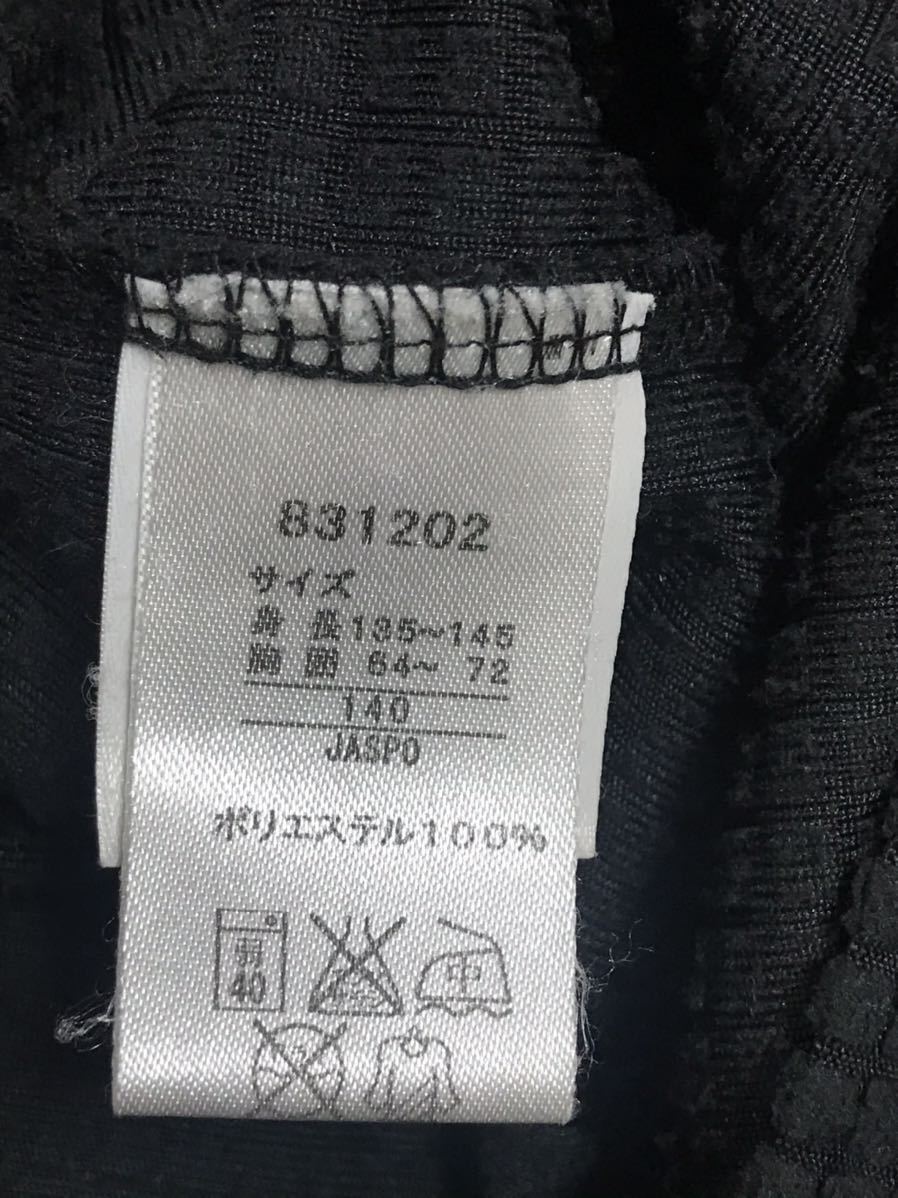 831202
サイズ
身 長135~145
胸 囲 64~ 72
140
JASPO
ポリエステル100%
弱 中
40